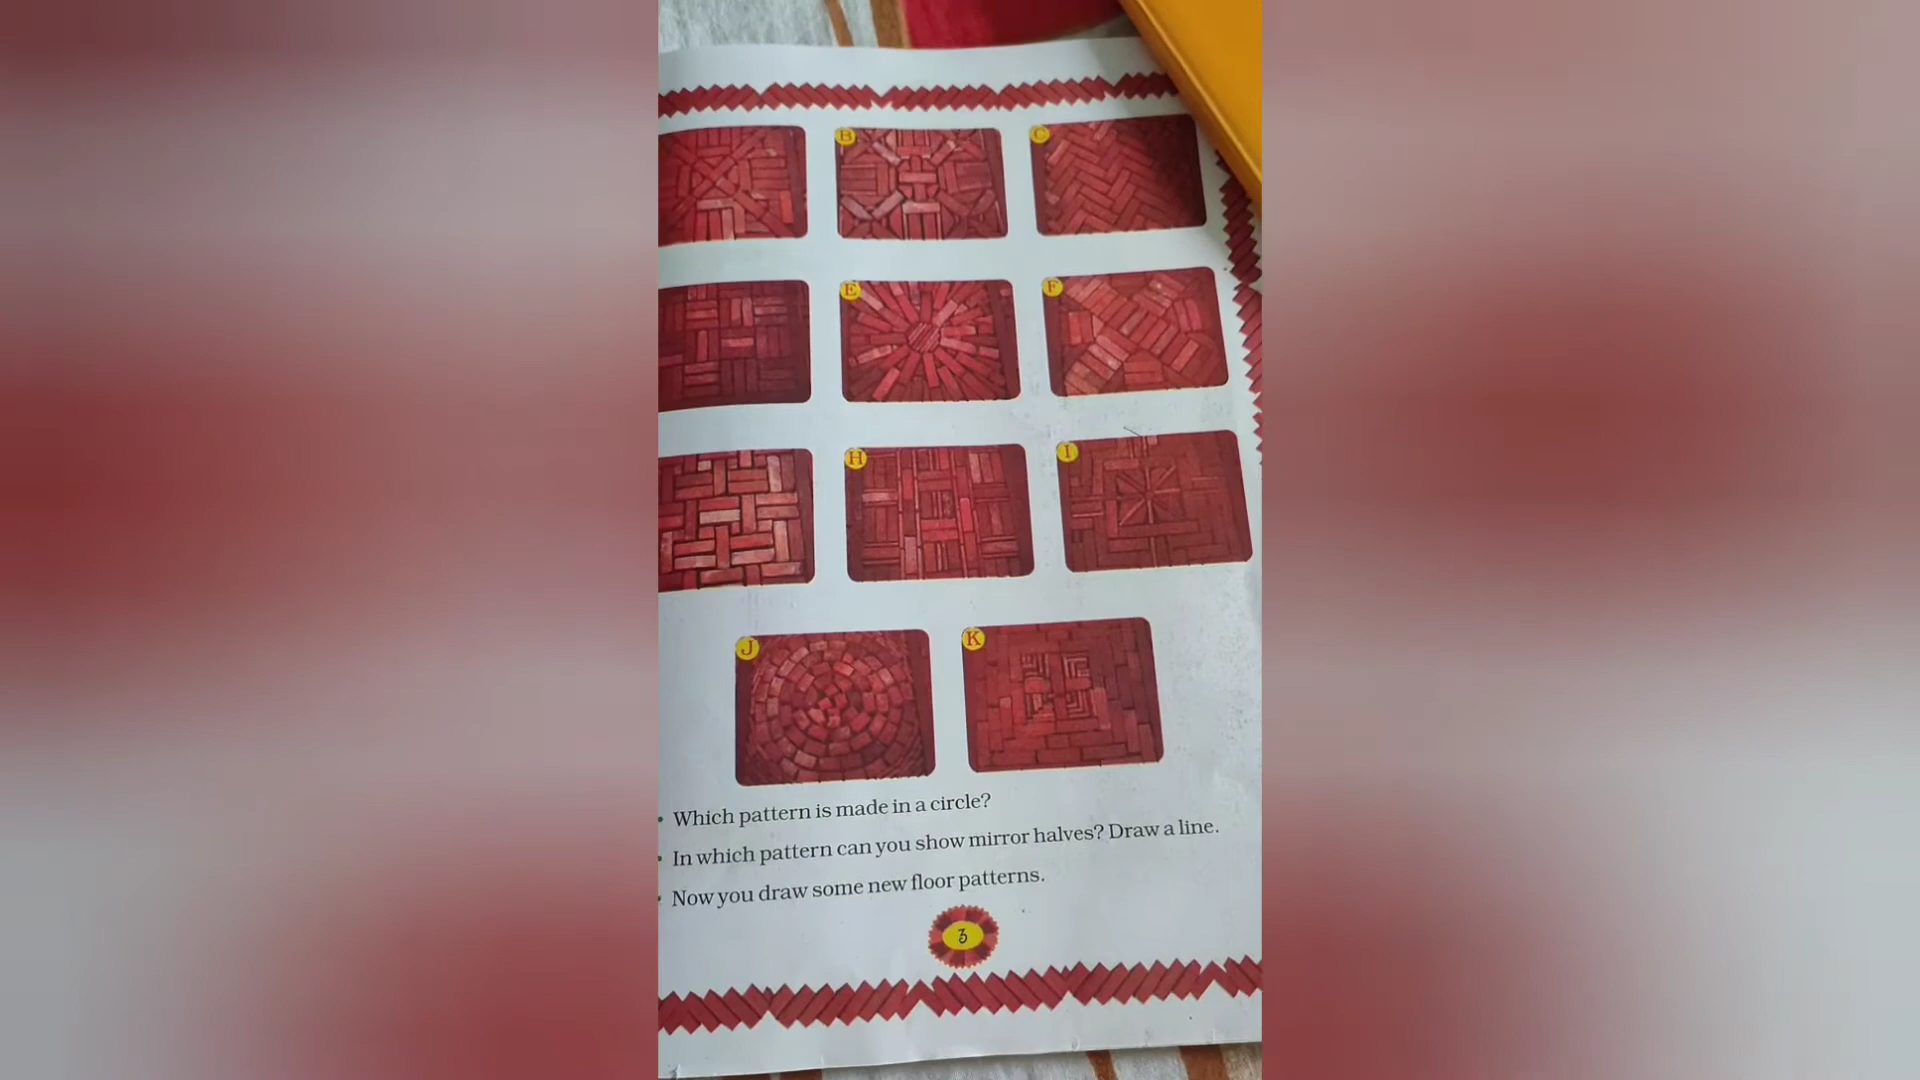 B
C
E
F
H
I
J
K
• Which pattern is made in a circle?
• In which pattern can you show mirror halves? Draw a line.
• Now you draw some new floor patterns.
3